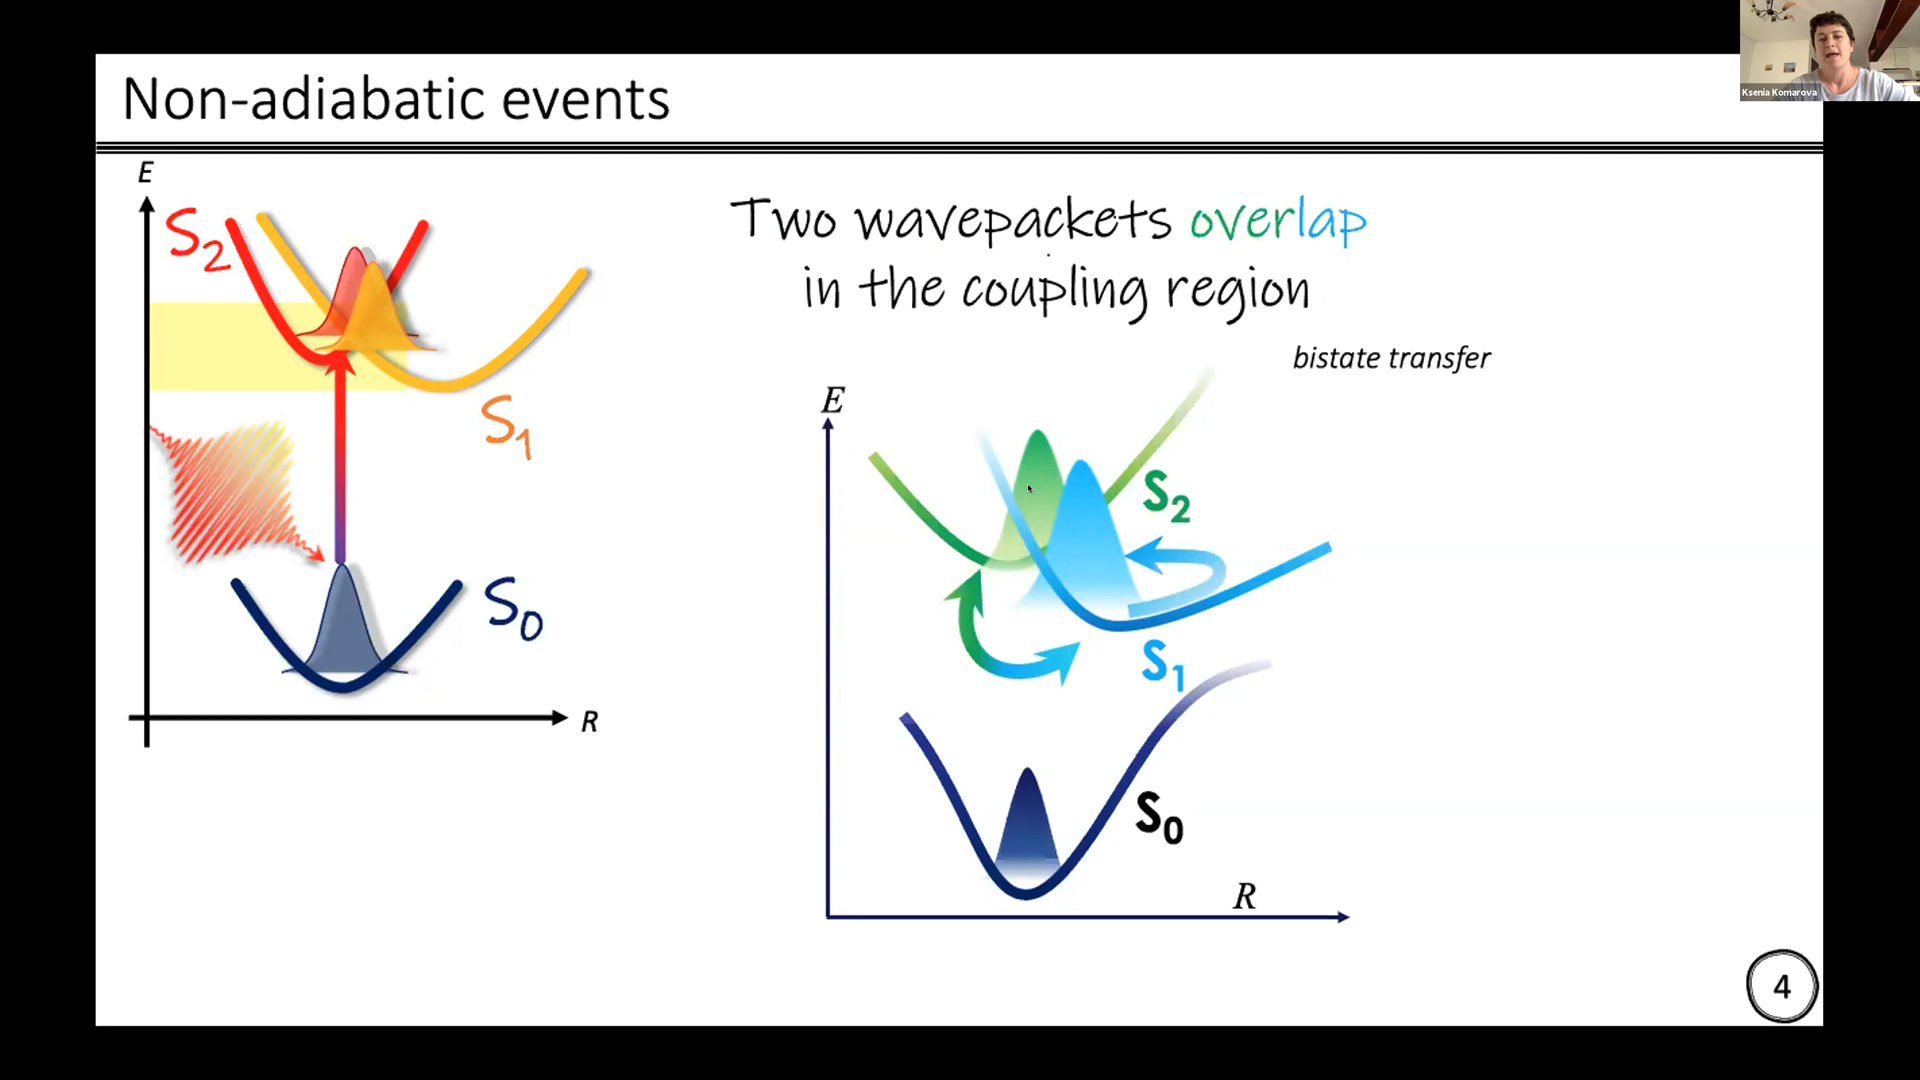 Non-adiabatic events
Ksenia Komarova
E
S2
S1
S0
R
Two wavepackets overlap
in the coupling region
bistate transfer
E
S2
S1
S0
R
4